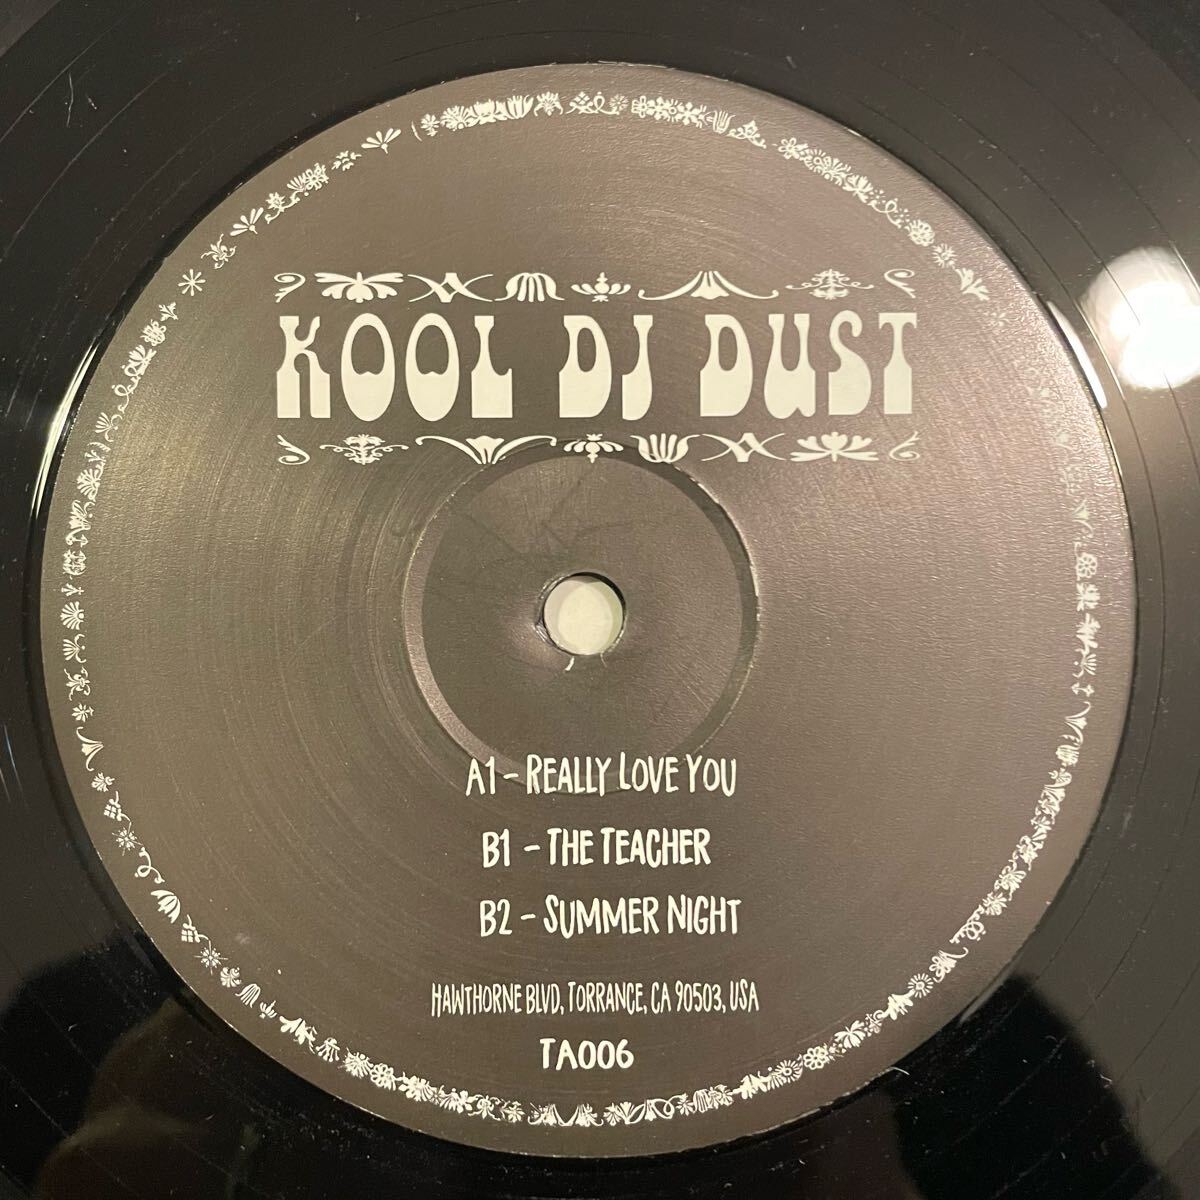 KOOL DJ DUST
A1 - REALLY LOVE YOU
B1 - THE TEACHER
B2 - SUMMER NIGHT
HAWTHORNE BLVD, TORRANCE, CA 90503, USA
TA006